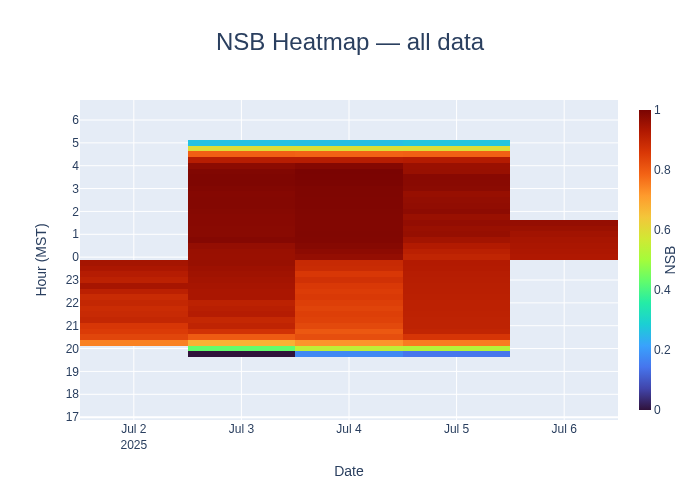 NSB Heatmap — all data
Hour (MST)
6
5
4
3
2
1
0
23
22
21
20
19
18
17
Jul 2
2025
Jul 3
Jul 4
Jul 5
Jul 6
Date
1
0.8
0.6
0.4
0.2
0
NSB